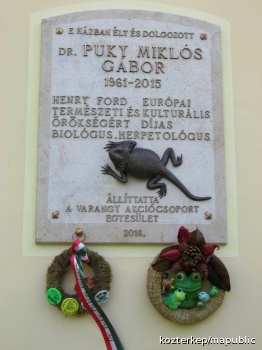 E HÁZBAN ÉLT ÉS DOLGOZOTT
DR. PUKY MIKLÓS
GÁBOR
1961-2015
HENRY FORD EURÓPAI
TERMÉSZETI ÉS KULTURÁLIS
ÖRÖKSÉGÉRT DÍJAS
BIOLÓGUS, HERPETOLÓGUS
ÁLLÍTTATTA
A VARANGY AKCIÓCSOPORT
EGYESÜLET
2016.
kozterkep/mapublic